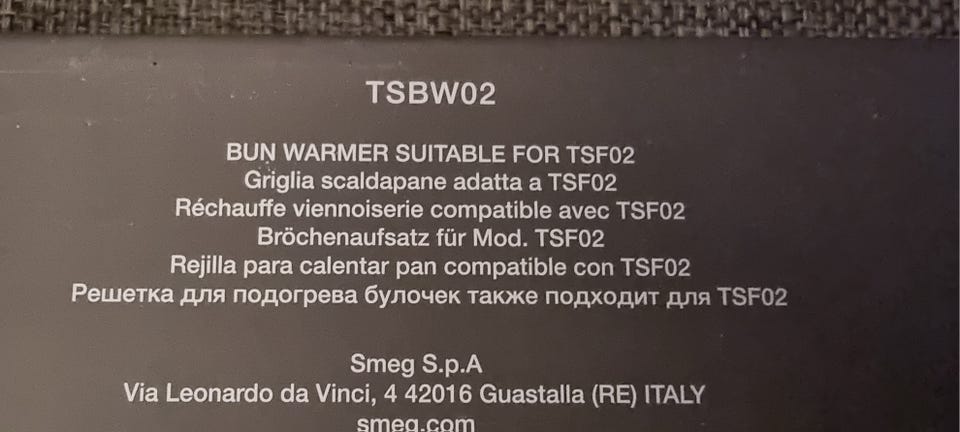 TSBW02
BUN WARMER SUITABLE FOR TSF02
Griglia scaldapane adatta a TSF02
Réchauffe viennoiserie compatible avec TSF02
Bröchenaufsatz für Mod. TSF02
Rejilla para calentar pan compatible con TSF02
Решетка для подогрева булочек также подходит для TSF02
Smeg S.p.A
Via Leonardo da Vinci, 4 42016 Guastalla (RE) ITALY
smeg.com